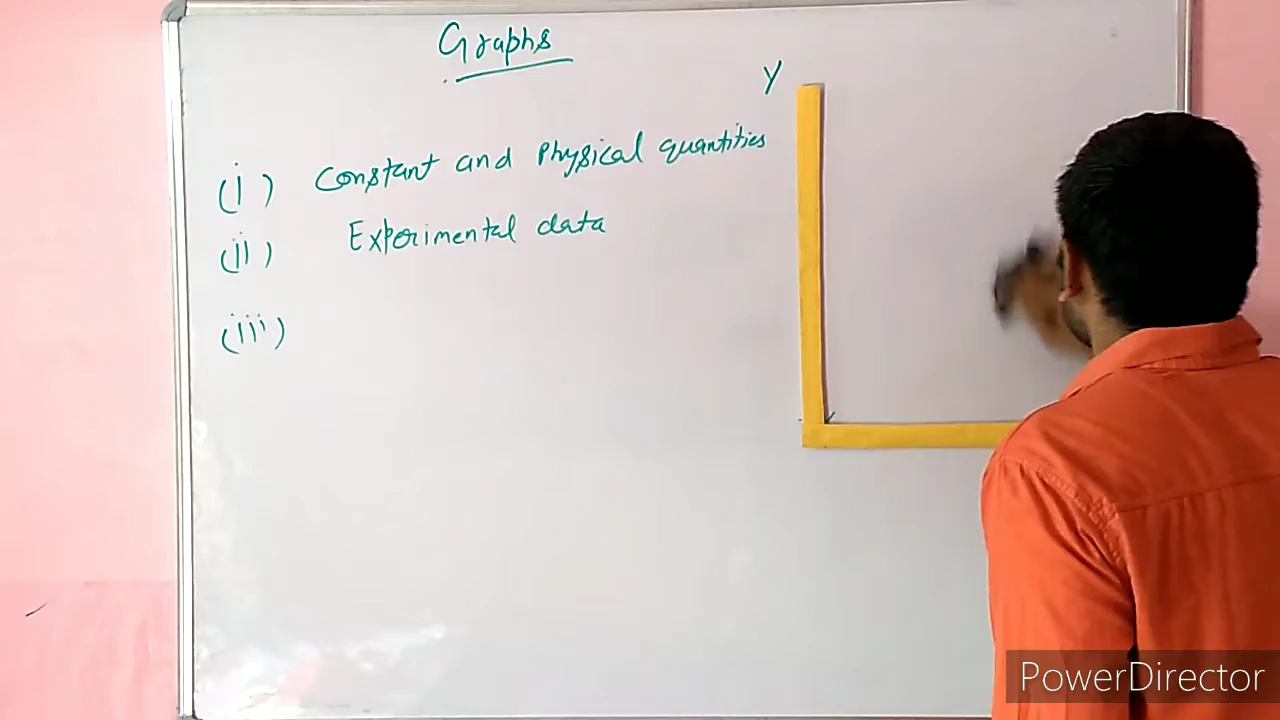 Graphs
Y
(i) Constant and Physical quantities
(ii) Experimental data
(iii)
PowerDirector